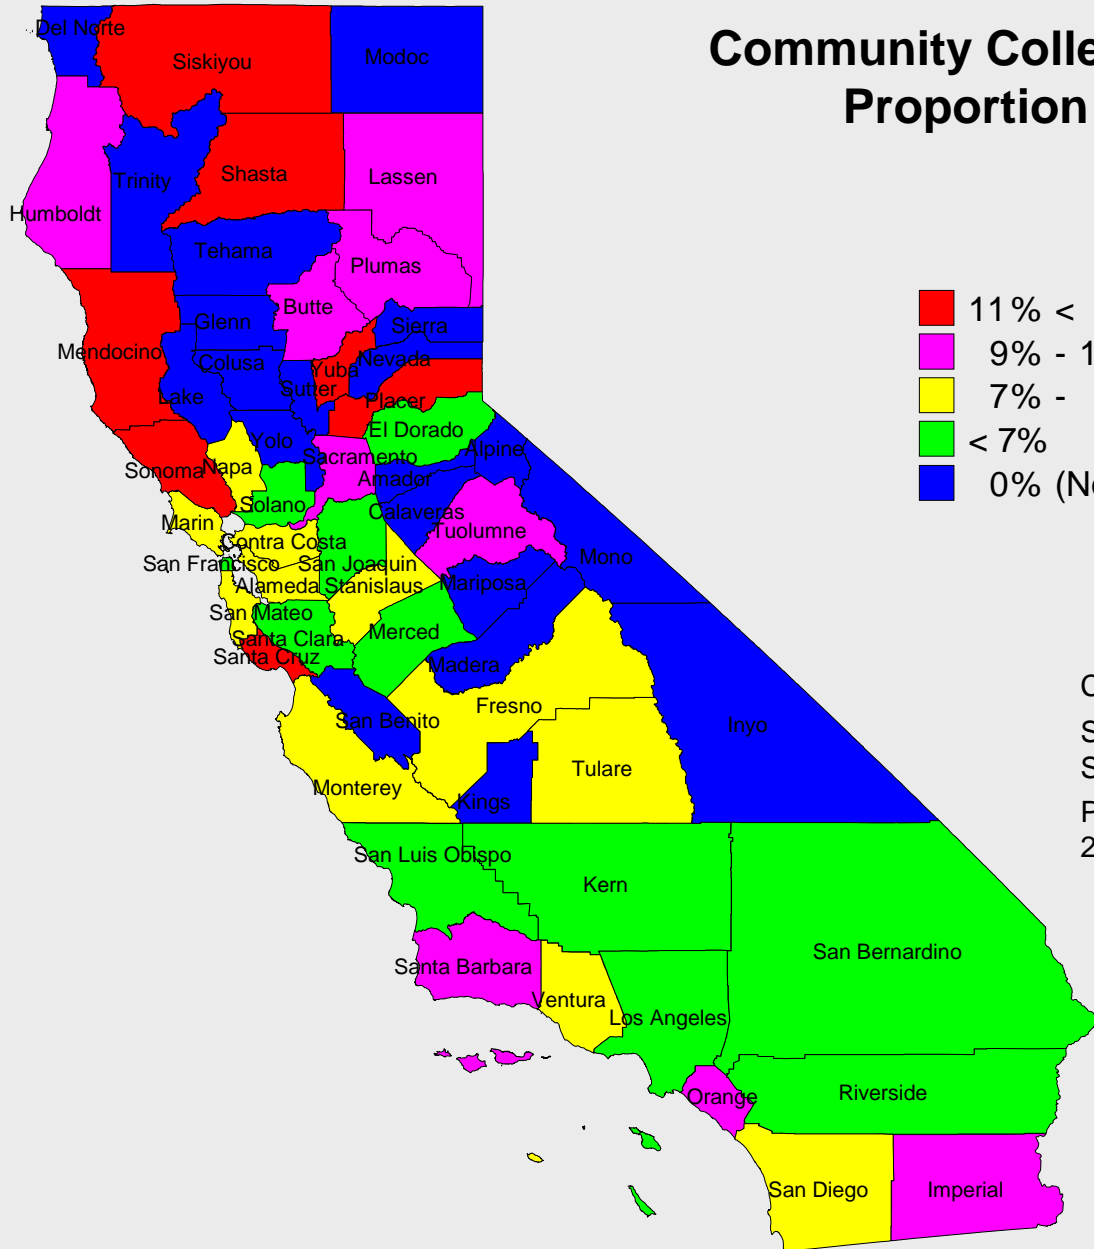 Community Colle
Proportion
Del Norte
Siskiyou
Modoc
Trinity
Shasta
Lassen
Humboldt
Tehama
Plumas
Butte
Glenn
Sierra
Mendocino
Colusa
Nevada
Yuba
Sutter
Lake
Placer
El Dorado
Yolo
Sacramento
Alpine
Sonoma
Napa
Amador
Solano
Calaveras
Marin
Tuolumne
Contra Costa
Mono
San Francisco
San Joaquin
Alameda
Stanislaus
Mariposa
San Mateo
Santa Clara
Merced
Santa Cruz
Madera
Fresno
San Benito
Inyo
Tulare
Monterey
Kings
San Luis Obispo
Kern
San Bernardino
Santa Barbara
Ventura
Los Angeles
Orange
Riverside
San Diego
Imperial
11% <
9% - 1
7% -
< 7%
0% (No
C
S
S
P
2